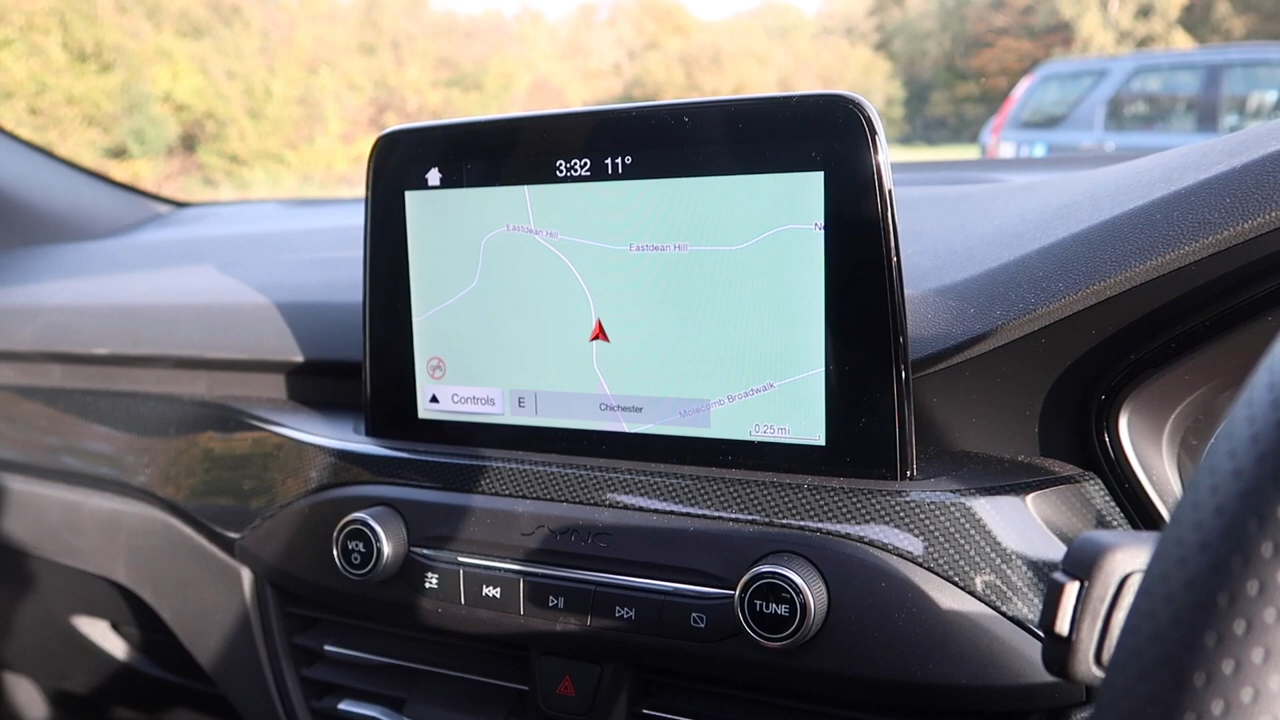 3:32 11°
Eastdean Hill
Eastdean Hill
Controls
E
Chichester
Molecomb Broadwalk
0.25 mi
SYNC
VOL
TUNE